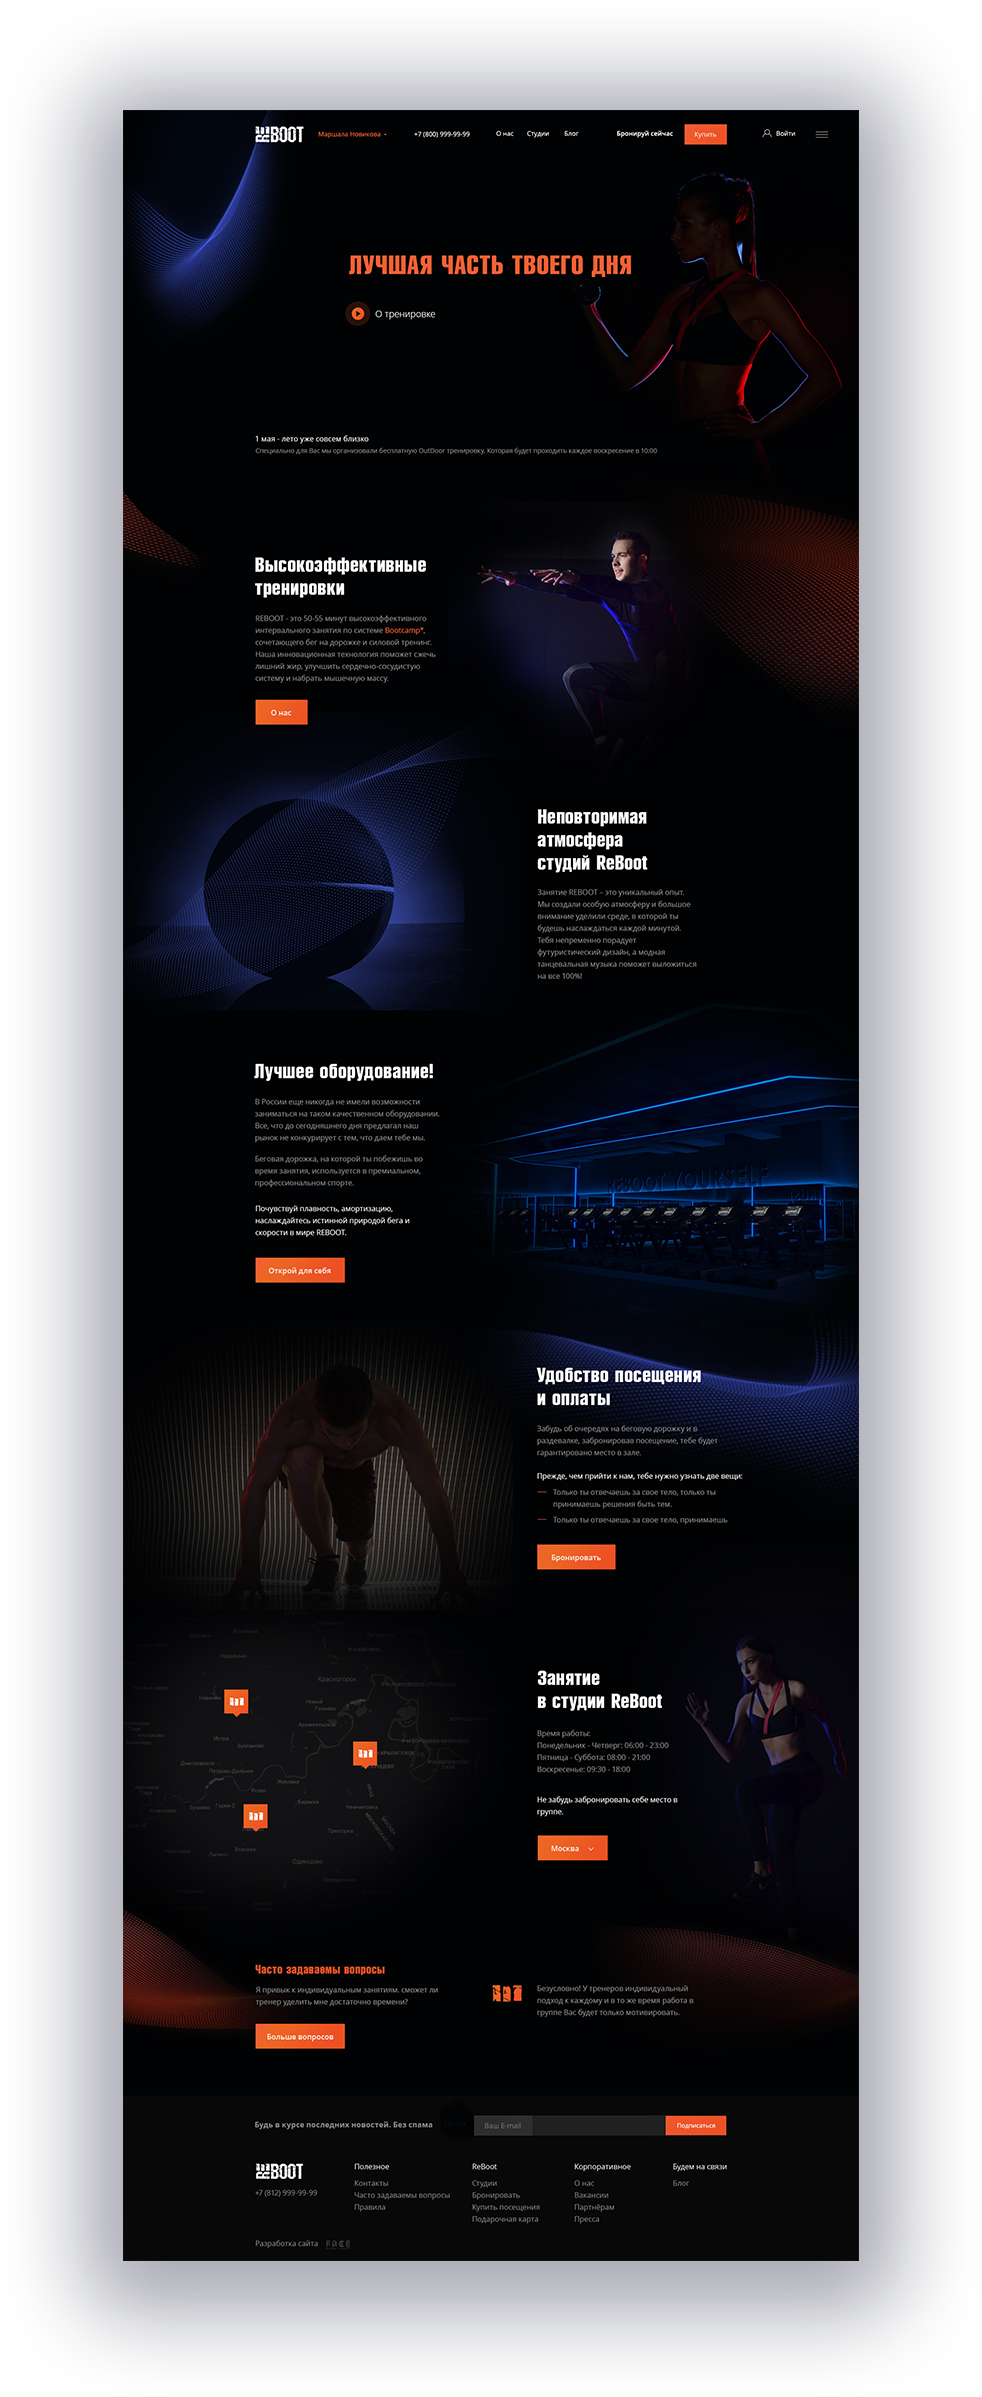 REBOOT
Маршала Новикова
+7 (800) 999-99-99
О нас
Студии
Блог
Бронируй сейчас
Купить
Войти
ЛУЧШАЯ ЧАСТЬ ТВОЕГО ДНЯ
О тренировке
1 мая - лето уже совсем близко
Специально для Вас мы организовали бесплатную OutDoor тренировку. Которая будет проходить каждое воскресение в 10:00
Высокоэффективные
тренировки
REBOOT - это 50-55 минут высокоэффективного
интервального занятия по системе Bootcamp*,
сочетающего бег на дорожке и силовой тренинг.
Наша инновационная технология поможет сжечь
лишний жир, улучшить сердечно-сосудистую
систему и набрать мышечную массу.
О нас
Неповторимая
атмосфера
студий ReBoot
Занятие REBOOT – это уникальный опыт.
Мы создали особую атмосферу и большое
внимание уделили среде, в которой ты
будешь наслаждаться каждой минутой.
Тебя непременно порадует
футуристический дизайн, а модная
танцевальная музыка поможет выложиться
на все 100%!
Лучшее оборудование!
В России еще никогда не имели возможности
заниматься на таком качественном оборудовании.
Все, что до сегодняшнего дня предлагал наш
рынок не конкурирует с тем, что даем тебе мы.
Беговая дорожка, на которой ты побежишь во
время занятия, используется в премиальном,
профессиональном спорте.
Почувствуй плавность, амортизацию,
наслаждайтесь истинной природой бега и
скорости в мире REBOOT.
Открой для себя
REBOOT YOURSELF
Удобство посещения
и оплаты
Забудь об очередях на беговую дорожку и в
раздевалке, забронировав посещение, тебе будет
гарантировано место в зале.
Прежде, чем прийти к нам, тебе нужно узнать две вещи:
— Только ты отвечаешь за свое тело, только ты
принимаешь решения быть тем.
— Только ты отвечаешь за свое тело, принимаешь
Бронировать
Красногорск
Одинцово
Занятие
в студии ReBoot
Время работы:
Понедельник - Четверг: 06:00 - 23:00
Пятница - Суббота: 08:00 - 21:00
Воскресенье: 09:30 - 18:00
Не забудь забронировать себе место в
группе.
Москва
Часто задаваемы вопросы
Я привык к индивидуальным занятиям. сможет ли
тренер уделить мне достаточно времени?
Больше вопросов
Безусловно! У тренеров индивидуальный
подход к каждому и в то же время работа в
группе Вас будет только мотивировать.
Будь в курсе последних новостей. Без спама
Ваш E-mail
Подписаться
REBOOT
+7 (812) 999-99-99
Полезное
Контакты
Часто задаваемы вопросы
Правила
ReBoot
Студии
Бронировать
Купить посещения
Подарочная карта
Корпоративное
О нас
Вакансии
Партнёрам
Пресса
Будем на связи
Блог
Разработка сайта
FACE